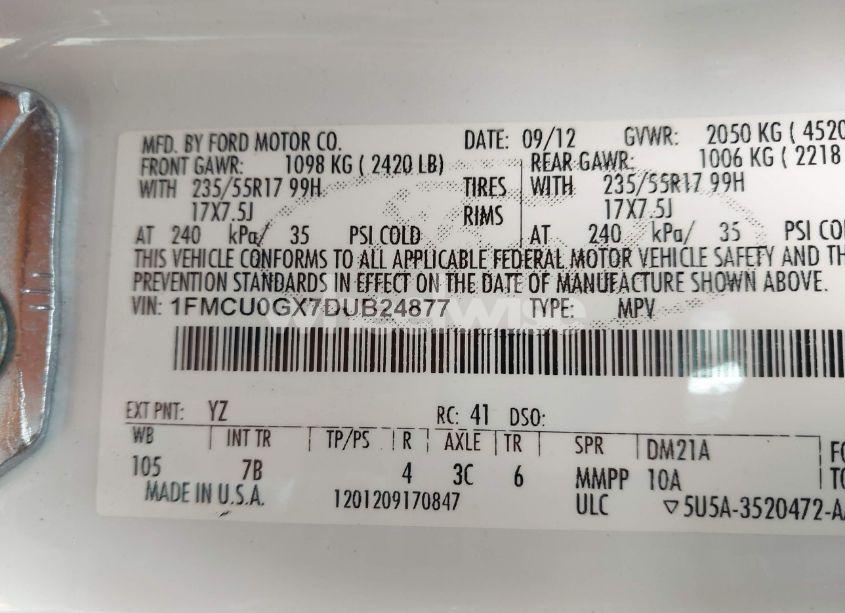 MFD. BY FORD MOTOR CO. DATE: 09/12 GVWR: 2050 KG ( 4520
FRONT GAWR: 1098 KG ( 2420 LB) REAR GAWR: 1006 KG ( 2218
WITH 235/55R17 99H TIRES WITH 235/55R17 99H
17X7.5J RIMS 17X7.5J
AT 240 kPa/ 35 PSI COLD AT 240 kPa/ 35 PSI CO
THIS VEHICLE CONFORMS TO ALL APPLICABLE FEDERAL MOTOR VEHICLE SAFETY AND TH
PREVENTION STANDARDS IN EFFECT ON THE DATE OF MANUFACTURE SHOWN ABOVE.
VIN: 1FMCU0GX7DUB24877 TYPE: MPV
wheelwise
EXT PNT: YZ RC: 41 DSO:
WB INT TR TP/PS R AXLE TR SPR DM21A FO
105 7B 4 3C 6 MMPP 10A TO
MADE IN U.S.A. 1201209170847 ULC ▽5U5A-3520472-A